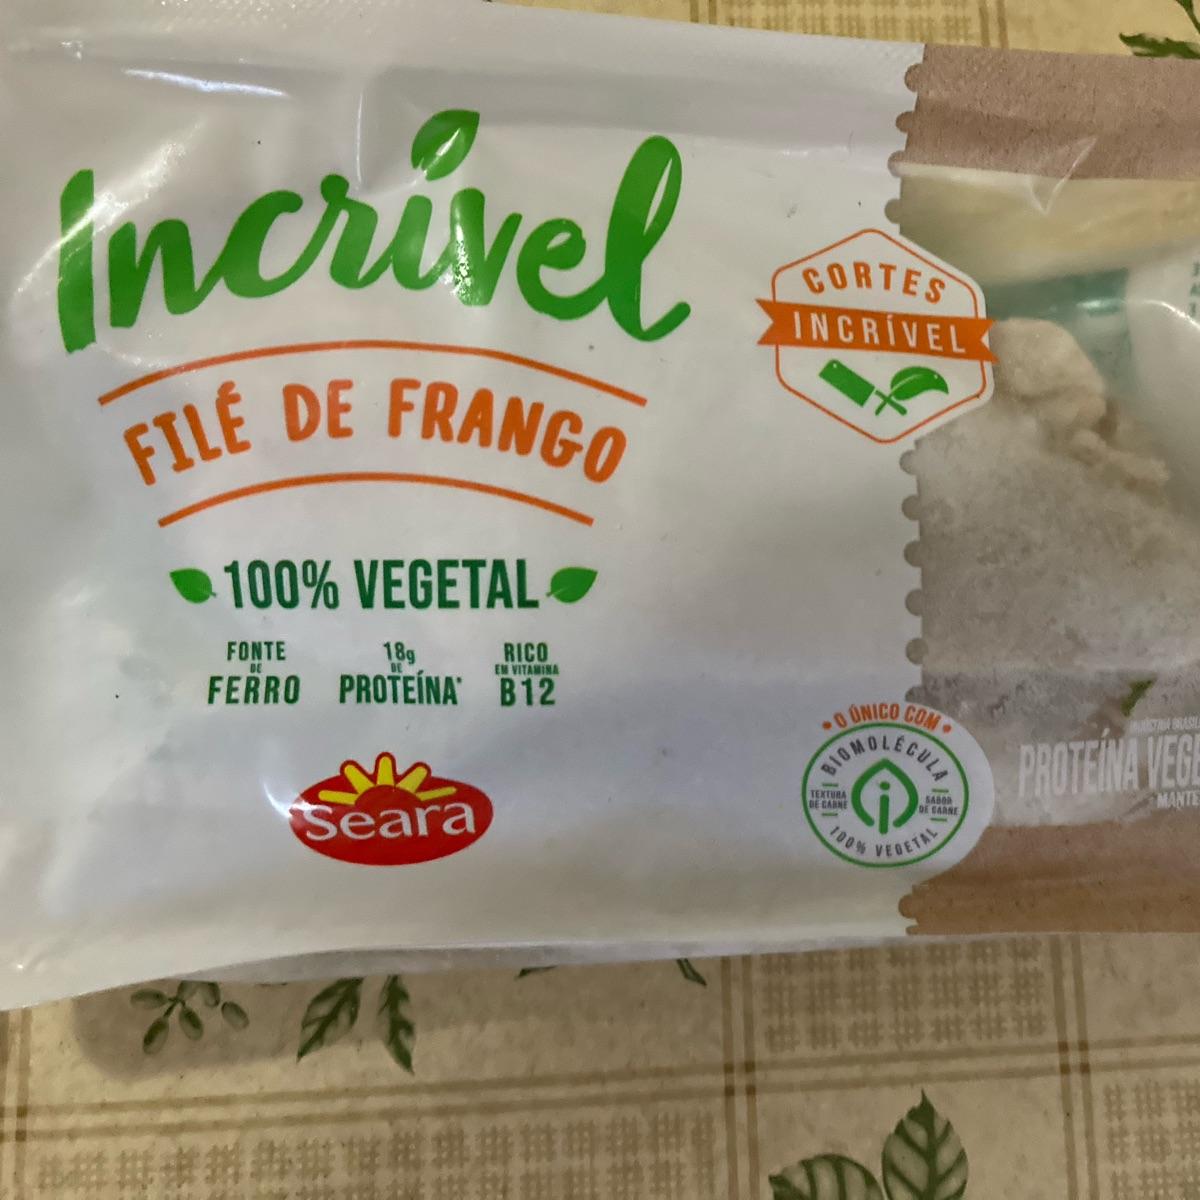 Incrível
FILÉ DE FRANGO
100% VEGETAL
FONTE
DE
FERRO
18g
DE
PROTEÍNA*
RICO
EM VITAMINA
B12
Seara
CORTES
INCRÍVEL
• O ÚNICO COM •
BIOMOLÉCULA
TEXTURA
DE CARNE
i
SABOR
DE CARNE
100% VEGETAL
INDÚSTRIA
PROTEÍNA